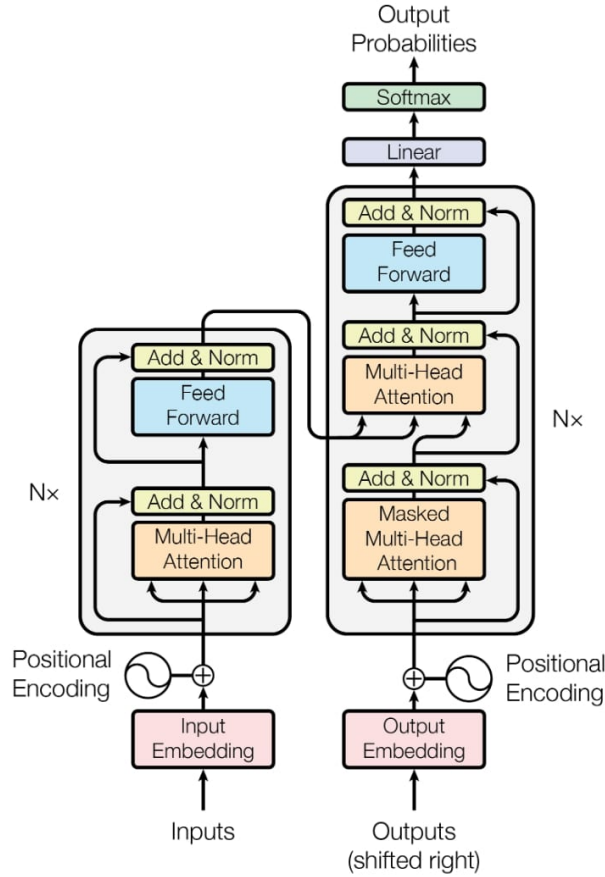 Output
Probabilities
Softmax
Linear
Add & Norm
Feed
Forward
Add & Norm
Multi-Head
Attention
Add & Norm
Masked
Multi-Head
Attention
Nx
Add & Norm
Feed
Forward
Add & Norm
Multi-Head
Attention
Nx
Positional
Encoding
Positional
Encoding
Input
Embedding
Output
Embedding
Inputs
Outputs
(shifted right)